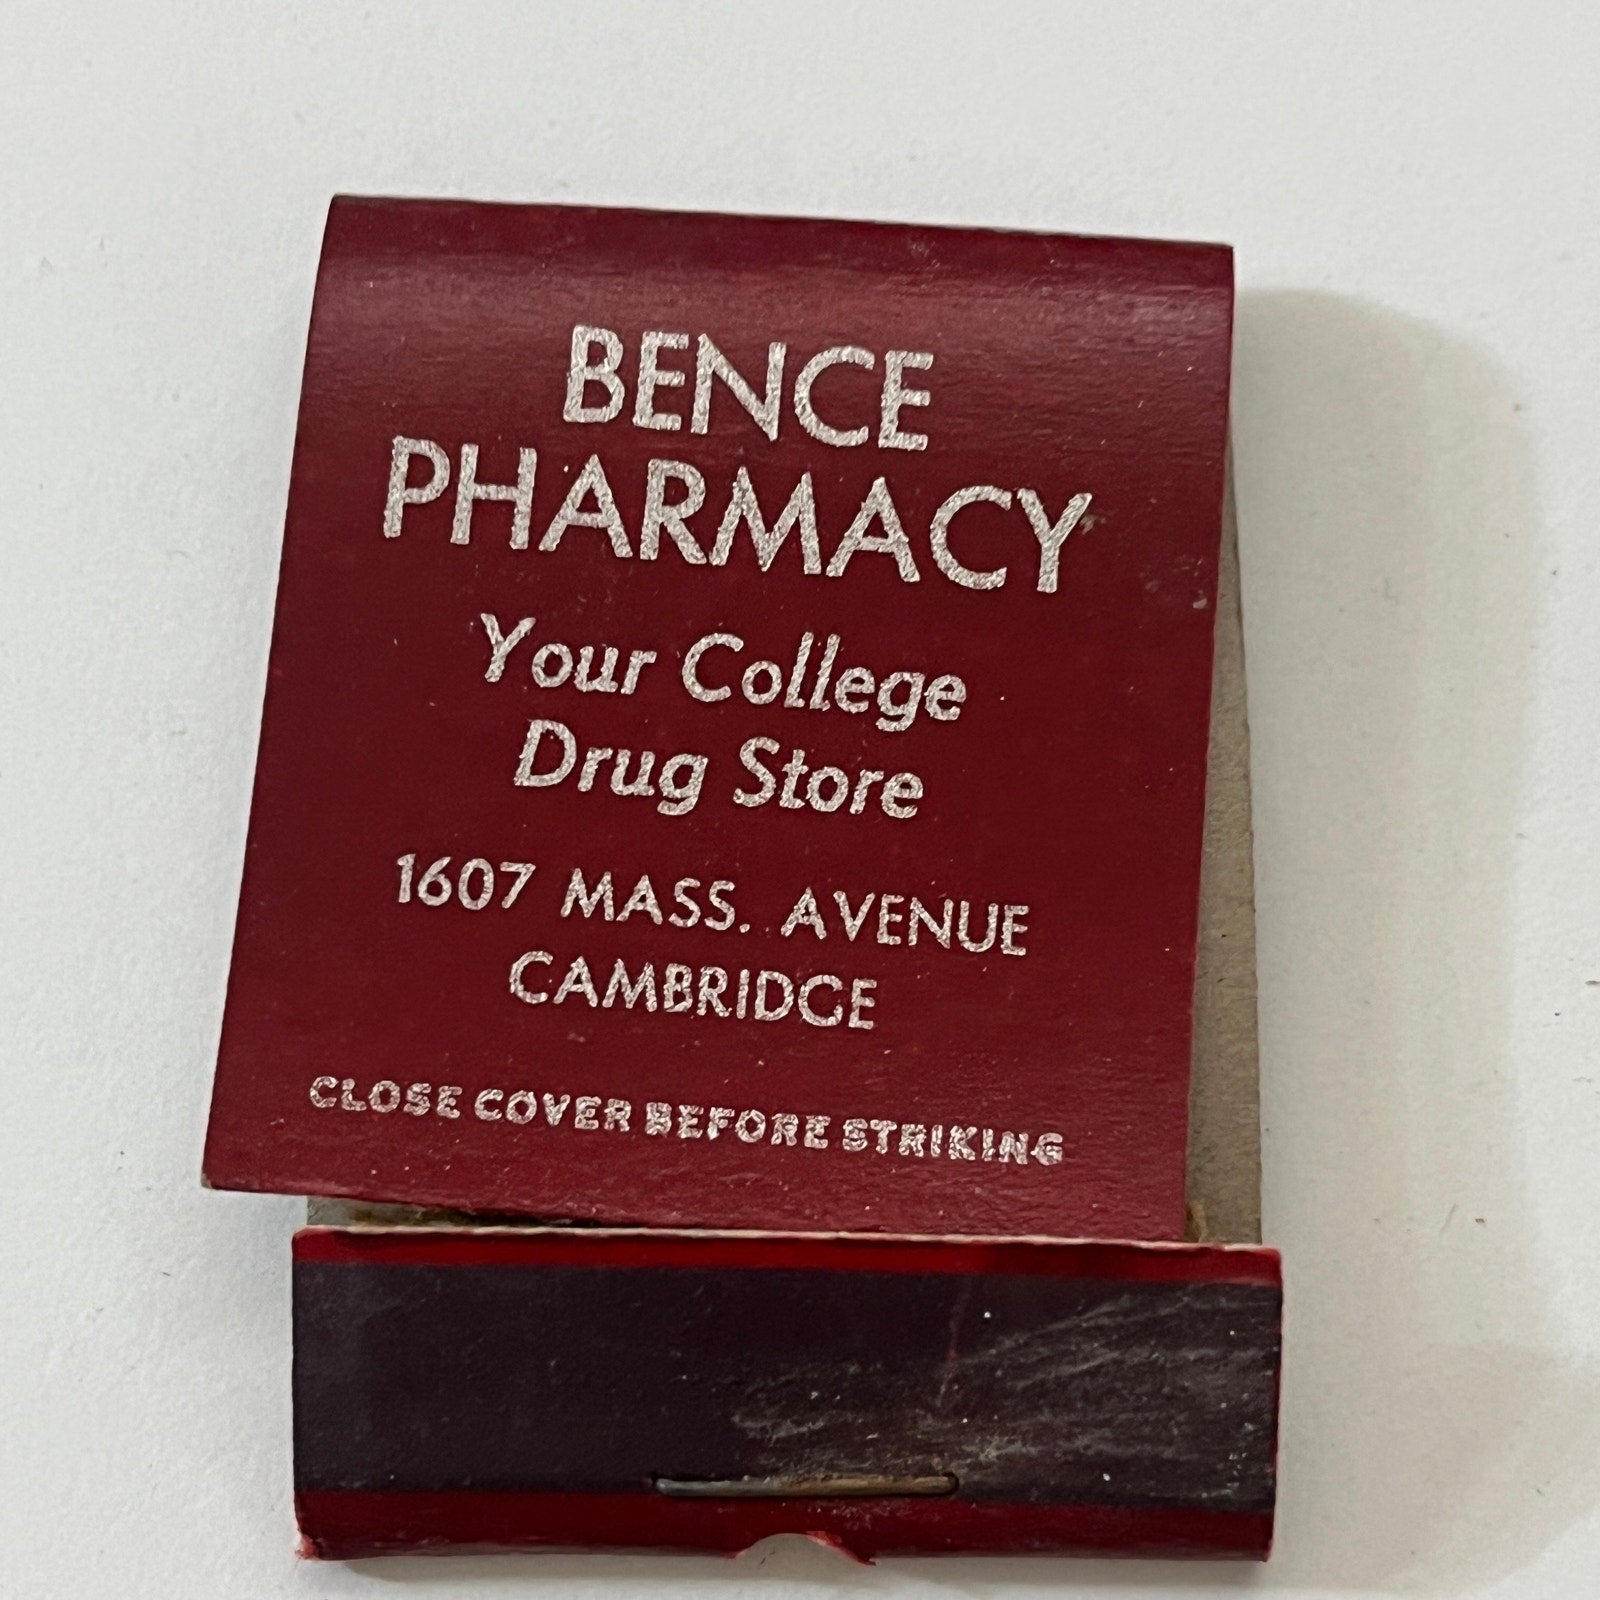 BENCE
PHARMACY
Your College
Drug Store
1607 MASS. AVENUE
CAMBRIDGE
CLOSE COVER BEFORE STRIKING